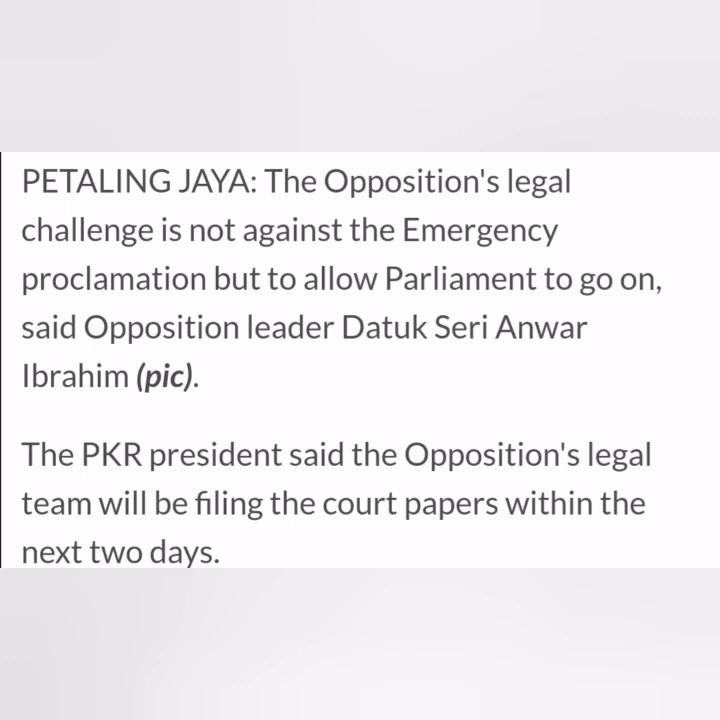 PETALING JAYA: The Opposition's legal
challenge is not against the Emergency
proclamation but to allow Parliament to go on,
said Opposition leader Datuk Seri Anwar
Ibrahim (pic).
The PKR president said the Opposition's legal
team will be filing the court papers within the
next two days.